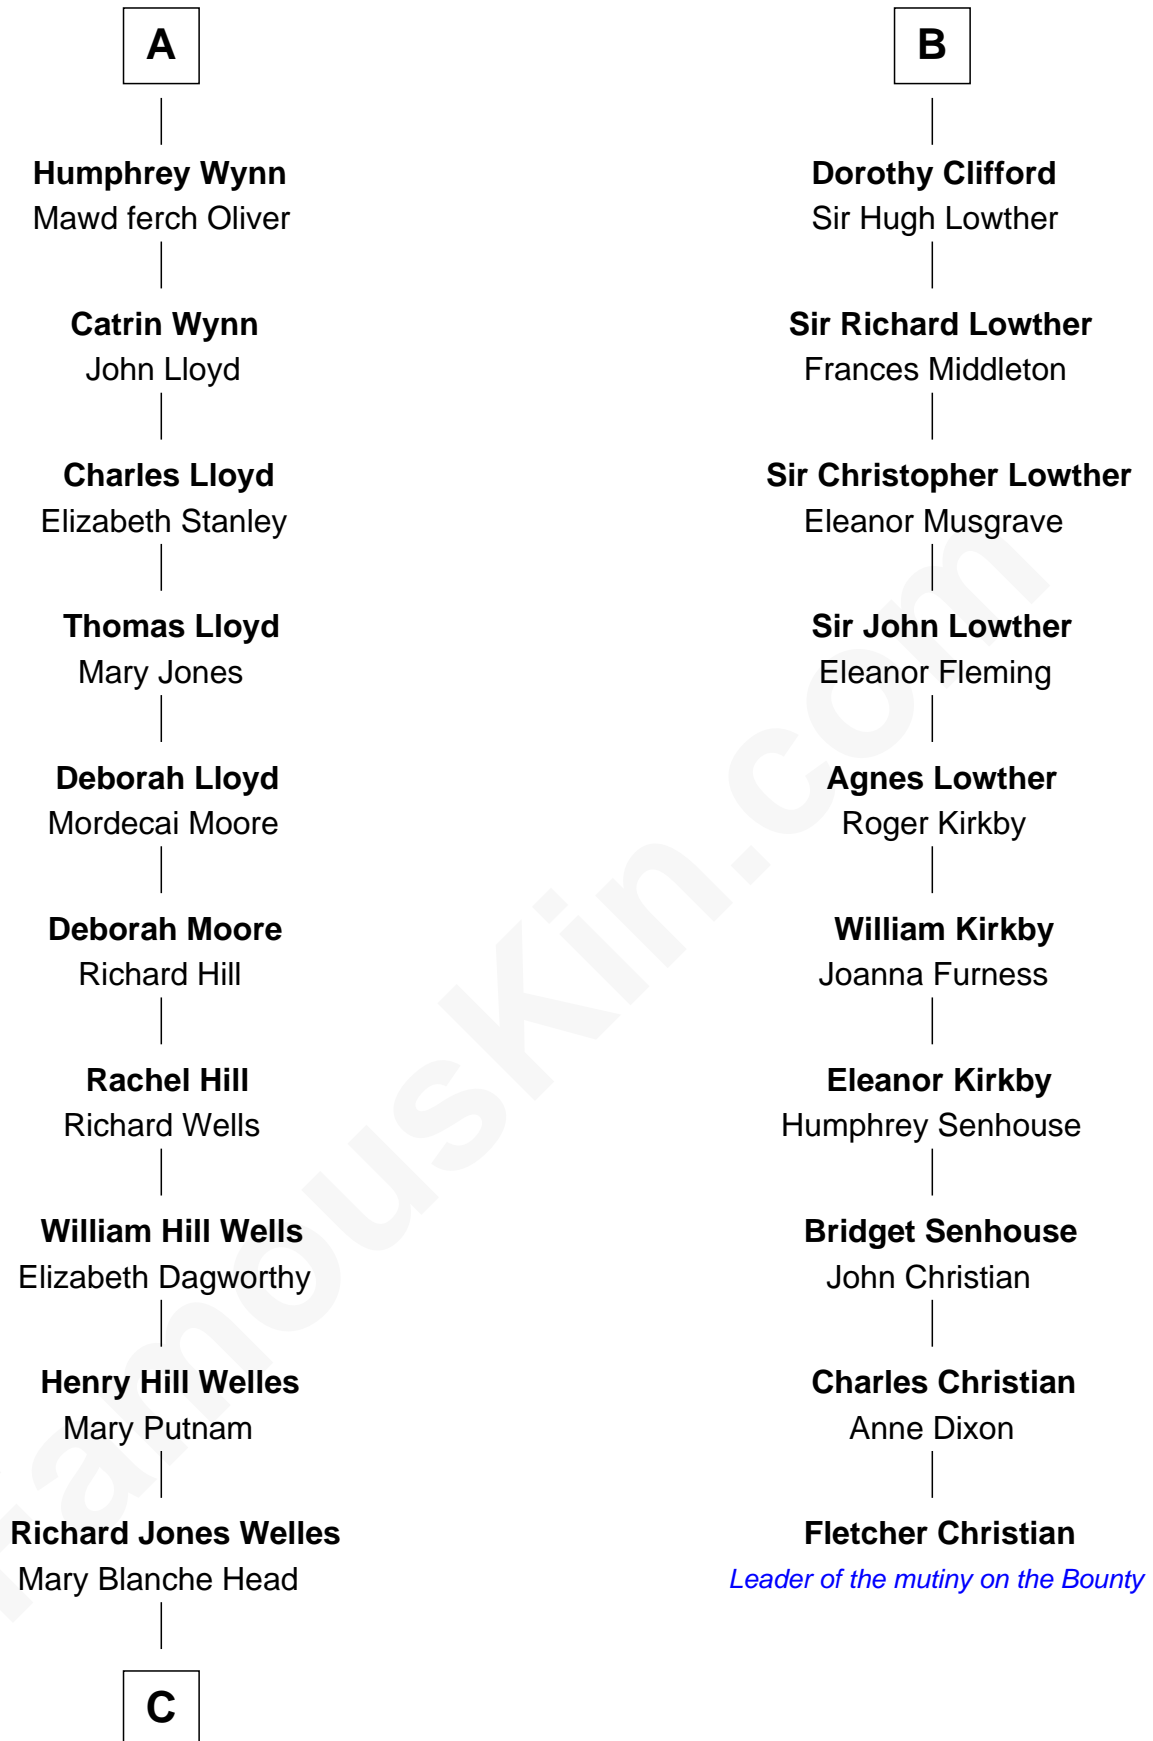 A
Humphrey Wynn
Mawd ferch Oliver
Catrin Wynn
John Lloyd
Charles Lloyd
Elizabeth Stanley
Thomas Lloyd
Mary Jones
Deborah Lloyd
Mordecai Moore
Deborah Moore
Richard Hill
Rachel Hill
Richard Wells
William Hill Wells
Elizabeth Dagworthy
Henry Hill Welles
Mary Putnam
Richard Jones Welles
Mary Blanche Head
C
B
Dorothy Clifford
Sir Hugh Lowther
Sir Richard Lowther
Frances Middleton
Sir Christopher Lowther
Eleanor Musgrave
Sir John Lowther
Eleanor Fleming
Agnes Lowther
Roger Kirkby
William Kirkby
Joanna Furness
Eleanor Kirkby
Humphrey Senhouse
Bridget Senhouse
John Christian
Charles Christian
Anne Dixon
Fletcher Christian
Leader of the mutiny on the Bounty
FamousKin.com